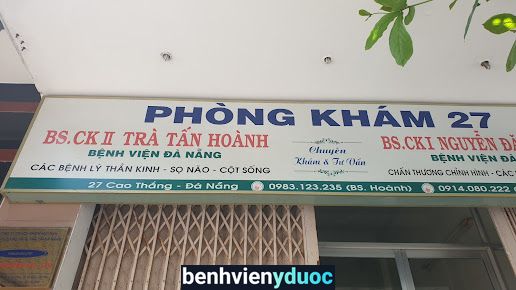 PHÒNG KHÁM 27
BS.CK II TRÀ TẤN HOÀNH
BỆNH VIỆN ĐÀ NẴNG
CÁC BỆNH LÝ THẦN KINH - SỌ NÃO - CỘT SỐNG
Chuyên
Khám & Tư Vấn
BS.CKI NGUYỄN
BỆNH VIỆN
CHẤN THƯƠNG CHỈNH HÌNH - CÁC
27 Cao Thắng - Đà Nẵng
0983.123.235 (BS. Hoành)
0914.080.222
benhvienyduoc